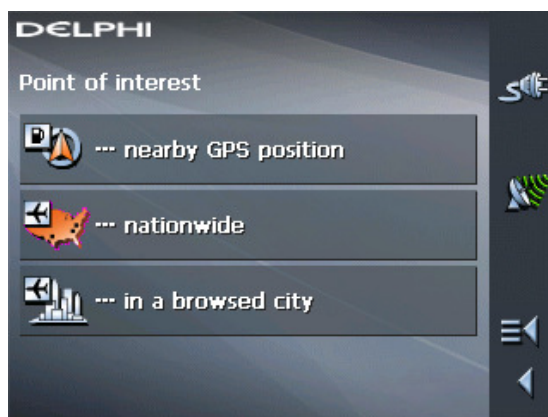 DELPHI
Point of interest
... nearby GPS position
... nationwide
... in a browsed city